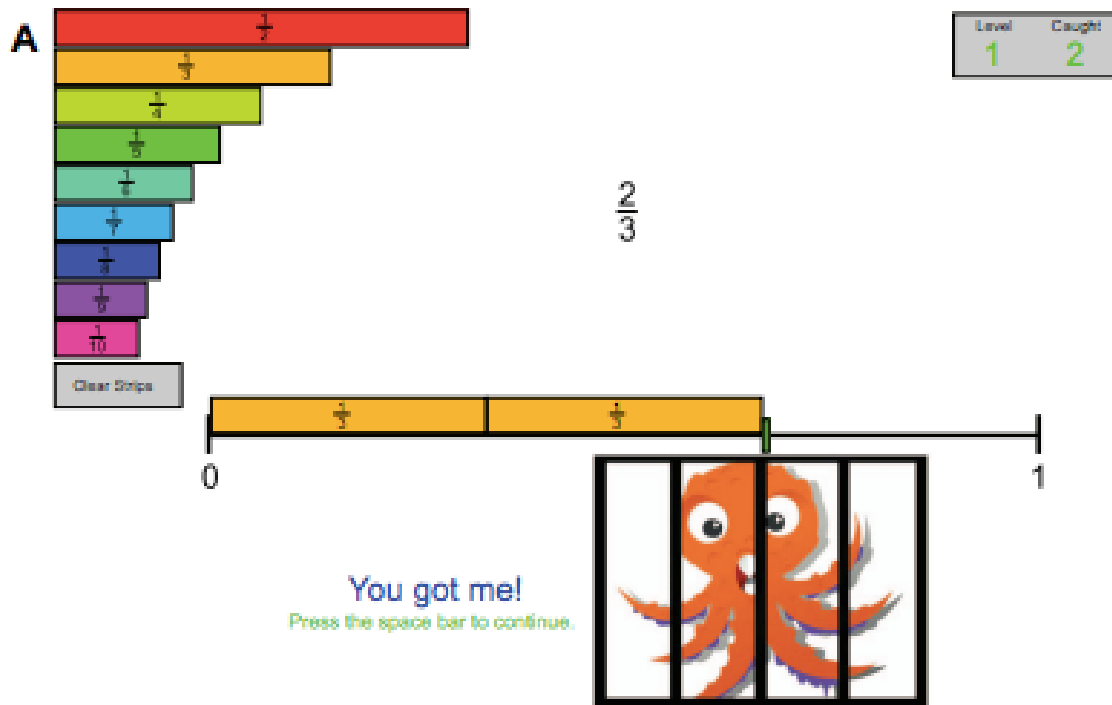 A
1/2
1/3
1/4
1/5
1/6
1/7
1/8
1/9
1/10
Clear Strips
Level Caught
1 2
2/3
1/3 1/3
0 1
You got me!
Press the space bar to continue.